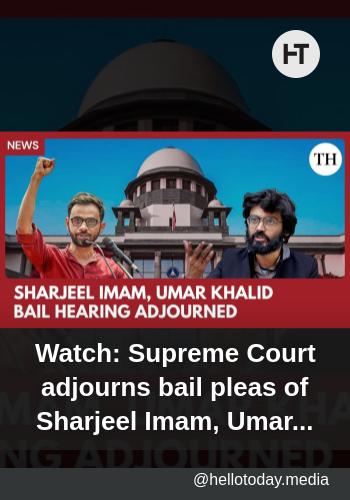 HT
NEWS
TH
SHARJEEL IMAM, UMAR KHALID
BAIL HEARING ADJOURNED
Watch: Supreme Court
adjourns bail pleas of
Sharjeel Imam, Umar...
@hellotoday.media